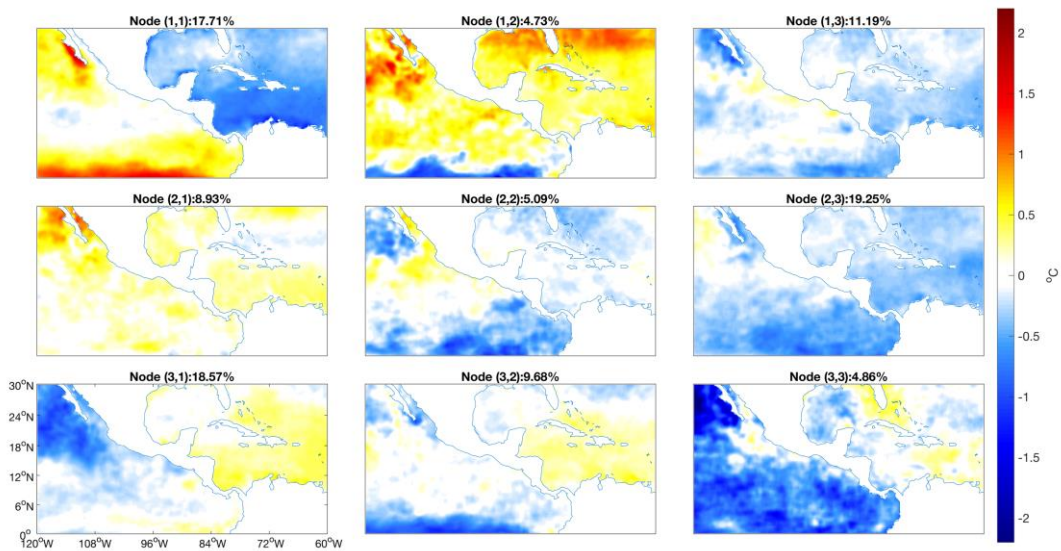 Node (1,1):17.71%
Node (1,2):4.73%
Node (1,3):11.19%
2
1.5
1
0.5
0
-0.5
-1
-1.5
-2
°C
Node (2,1):8.93%
Node (2,2):5.09%
Node (2,3):19.25%
Node (3,1):18.57%
Node (3,2):9.68%
Node (3,3):4.86%
30°N
24°N
18°N
12°N
6°N
0°
120°W 108°W 96°W 84°W 72°W 60°W